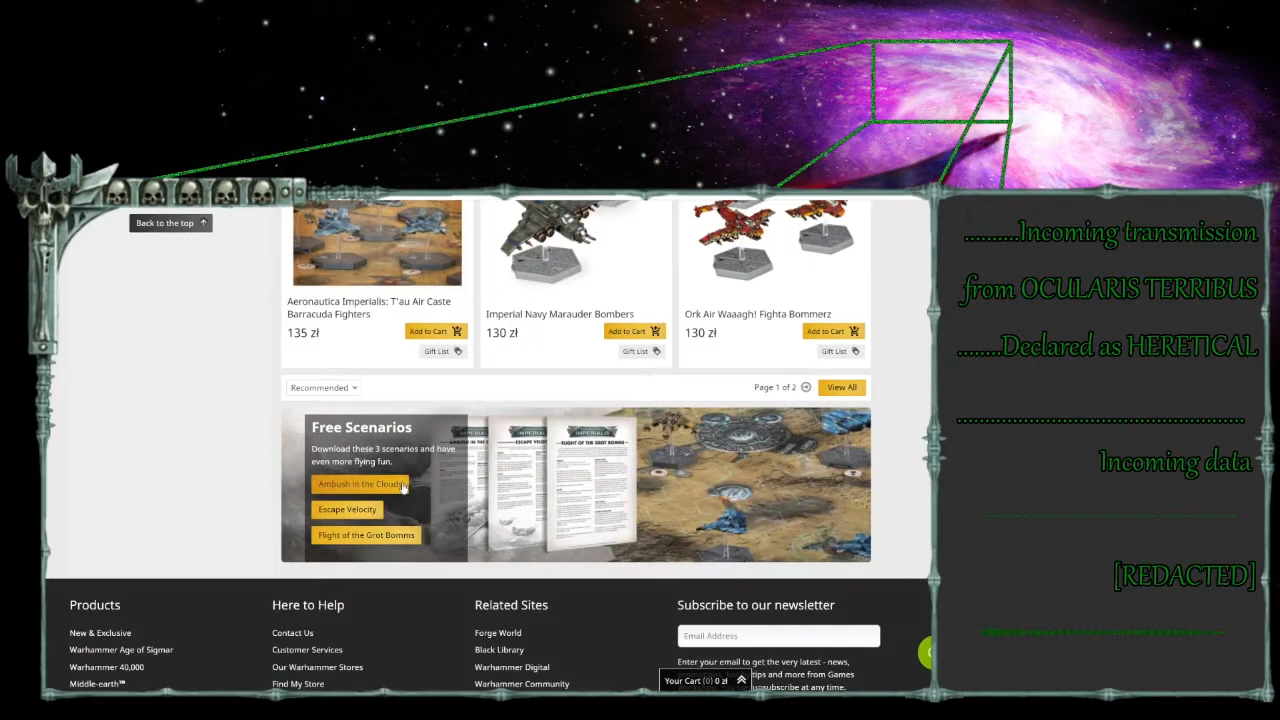 Back to the top
Aeronautica Imperialis: T'au Air Caste
Barracuda Fighters
135 zł
Add to Cart
Gift List
Imperial Navy Marauder Bombers
130 zł
Add to Cart
Gift List
Ork Air Waaagh! Fighta Bommerz
130 zł
Add to Cart
Gift List
Recommended
Page 1 of 2
View All
Free Scenarios
Download these 3 scenarios and have
even more flying fun.
Ambush in the Clouds
Escape Velocity
Flight of the Grot Bomms
FLIGHT OF THE GROT BOMMS
Products
New & Exclusive
Warhammer Age of Sigmar
Warhammer 40,000
Middle-earth™
Here to Help
Contact Us
Customer Services
Our Warhammer Stores
Find My Store
Related Sites
Forge World
Black Library
Warhammer Digital
Warhammer Community
Subscribe to our newsletter
Email Address
Enter your email to get the very latest - news,
tips and more from Games
unsubscribe at any time.
Your Cart (0) 0 zł
..........Incoming transmission
from OCULARIS TERRIBUS
........Declared as HERETICAL
Incoming data
[REDACTED]